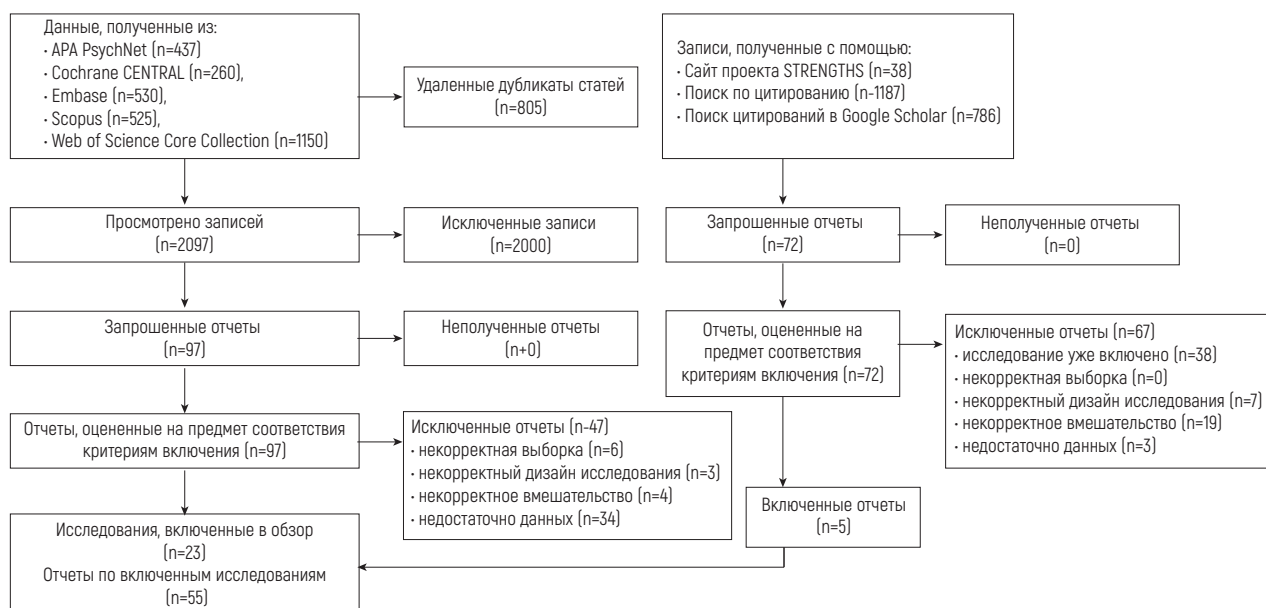 Данные, полученные из:
· APA PsychNet (n=437)
· Cochrane CENTRAL (n=260),
· Embase (n=530),
· Scopus (n=525),
· Web of Science Core Collection (n=1150)
Удаленные дубликаты статей
(n=805)
Записи, полученные с помощью:
· Сайт проекта STRENGTHS (n=38)
· Поиск по цитированию (n-1187)
· Поиск цитирований в Google Scholar (n=786)
Просмотрено записей
(n=2097)
Исключенные записи
(n=2000)
Запрошенные отчеты
(n=72)
Неполученные отчеты
(n=0)
Запрошенные отчеты
(n=97)
Неполученные отчеты
(n+0)
Отчеты, оцененные на
предмет соответствия
критериям включения (n=72)
Исключенные отчеты (n=67)
· исследование уже включено (n=38)
· некорректная выборка (n=0)
· некорректный дизайн исследования (n=7)
· некорректное вмешательство (n=19)
· недостаточно данных (n=3)
Отчеты, оцененные на предмет соответствия
критериям включения (n=97)
Исключенные отчеты (n-47)
· некорректная выборка (n=6)
· некорректный дизайн исследования (n=3)
· некорректное вмешательство (n=4)
· недостаточно данных (n=34)
Включенные отчеты
(n=5)
Исследования, включенные в обзор
(n=23)
Отчеты по включенным исследованиям
(n=55)